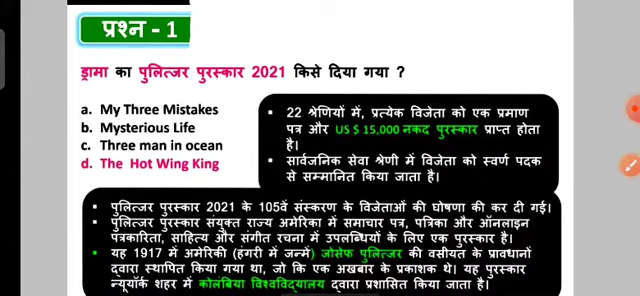 प्रश्न - 1
ड्रामा का पुलित्जर पुरस्कार 2021 किसे दिया गया ?
a. My Three Mistakes
b. Mysterious Life
c. Three man in ocean
d. The Hot Wing King
▪ 22 श्रेणियों में, प्रत्येक विजेता को एक प्रमाण
पत्र और US $ 15,000 नकद पुरस्कार प्राप्त होता
है।
▪ सार्वजनिक सेवा श्रेणी में विजेता को स्वर्ण पदक
से सम्मानित किया जाता है।
▪ पुलित्जर पुरस्कार 2021 के 105वें संस्करण के विजेताओं की घोषणा की कर दी गई।
▪ पुलित्जर पुरस्कार संयुक्त राज्य अमेरिका में समाचार पत्र, पत्रिका और ऑनलाइन
पत्रकारिता, साहित्य और संगीत रचना में उपलब्धियों के लिए एक पुरस्कार है।
▪ यह 1917 में अमेरिकी (हंगरी में जन्में) जोसेफ पुलित्जर की वसीयत के प्रावधानों
द्वारा स्थापित किया गया था, जो कि एक अखबार के प्रकाशक थे। यह पुरस्कार
न्यूयॉर्क शहर में कोलंबिया विश्वविद्यालय द्वारा प्रशासित किया जाता है।